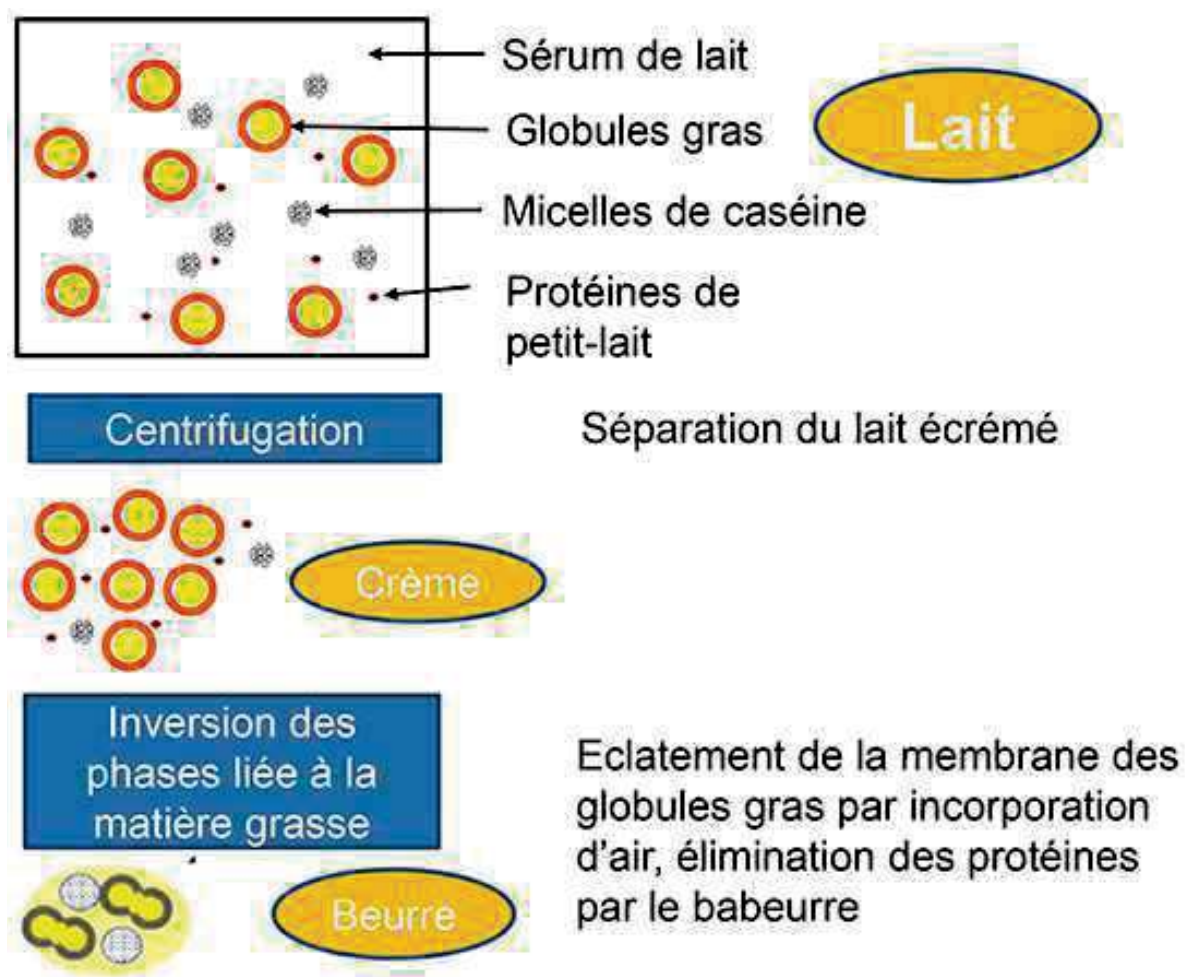 Sérum de lait
Globules gras
Lait
Micelles de caséine
Protéines de
petit-lait
Centrifugation
Séparation du lait écrémé
Crème
Inversion des
phases liée à la
matière grasse
Eclatement de la membrane des
globules gras par incorporation
d'air, élimination des protéines
par le babeurre
Beurre